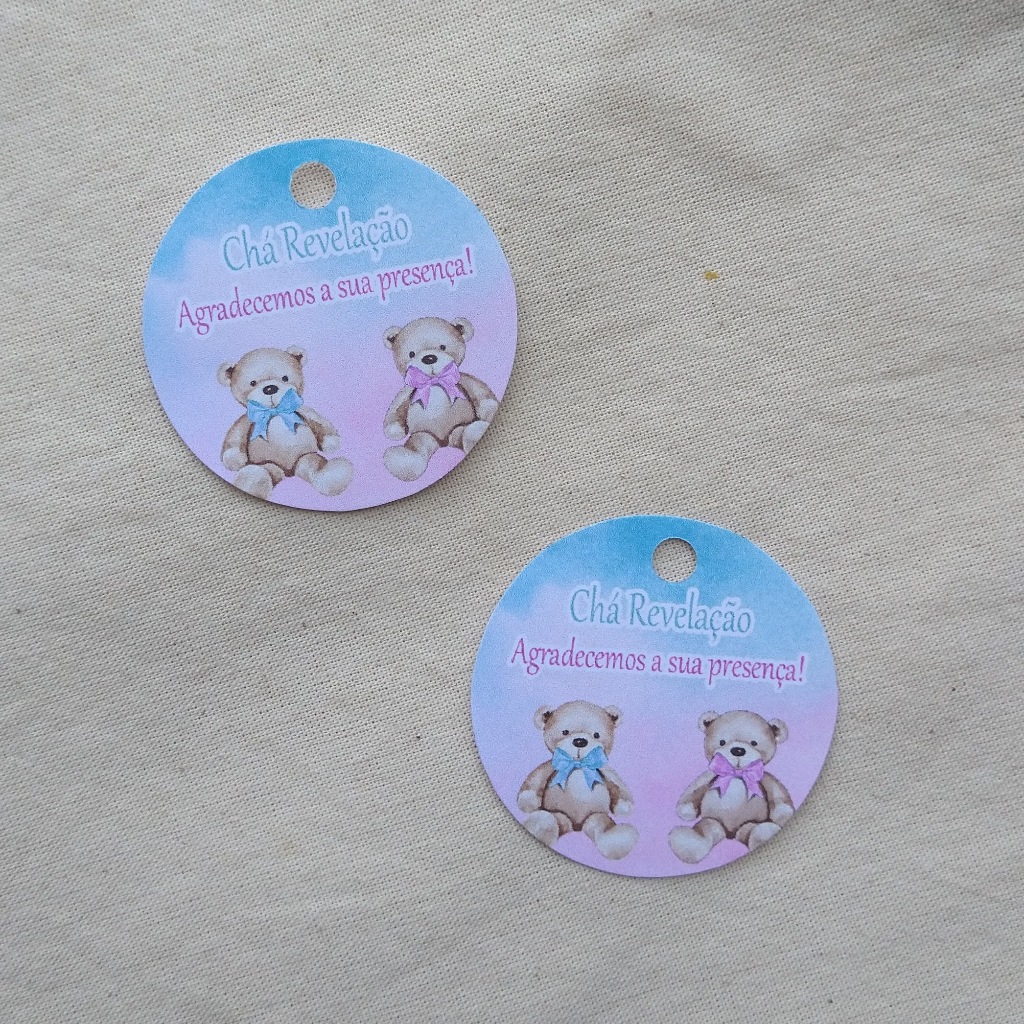 Chá Revelação
Agradecemos a sua presença!
Chá Revelação
Agradecemos a sua presença!